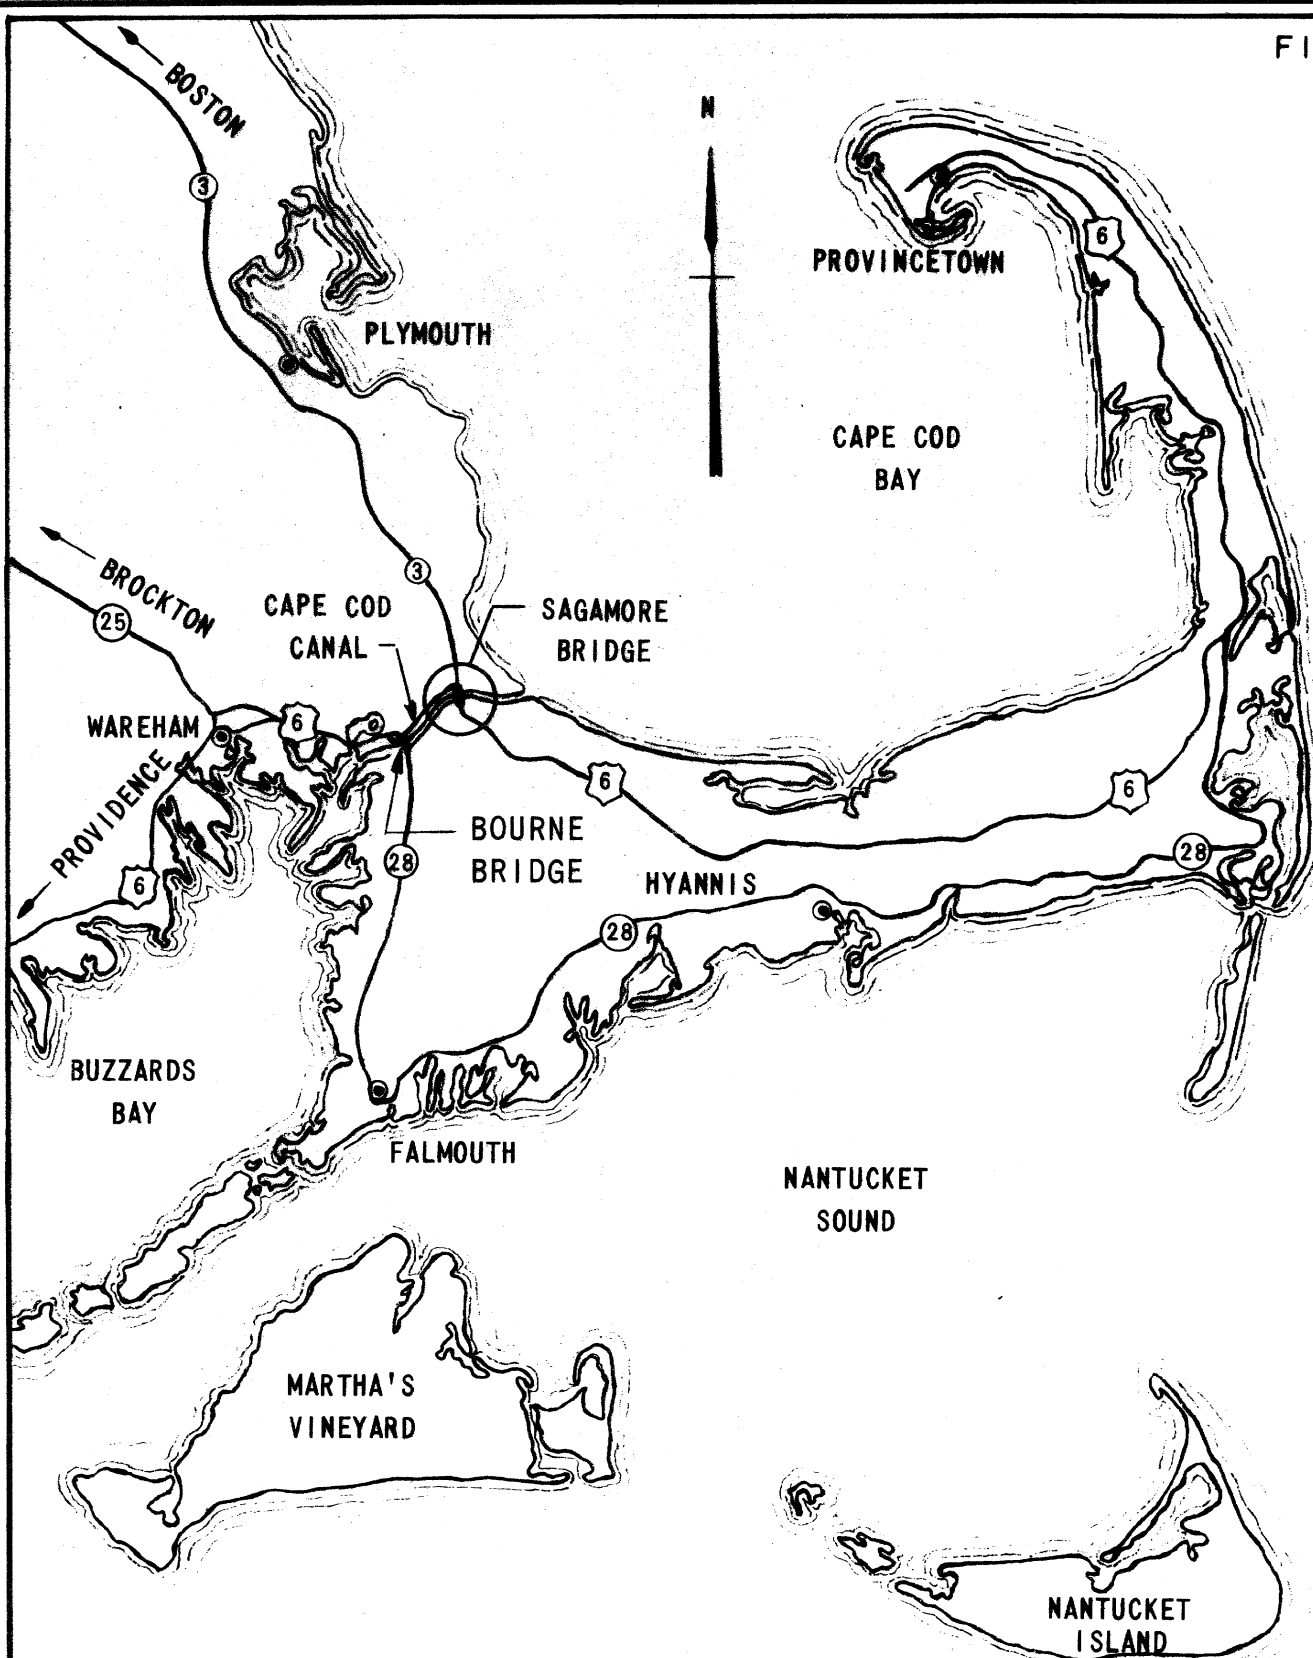 FI
BOSTON
N
3
6
PROVINCETOWN
PLYMOUTH
CAPE COD
BAY
BROCKTON
3
25
CAPE COD
CANAL
SAGAMORE
BRIDGE
WAREHAM
6
PROVIDENCE
6
6
6
BOURNE
BRIDGE
28
28
HYANNIS
28
BUZZARDS
BAY
FALMOUTH
NANTUCKET
SOUND
MARTHA'S
VINEYARD
NANTUCKET
ISLAND